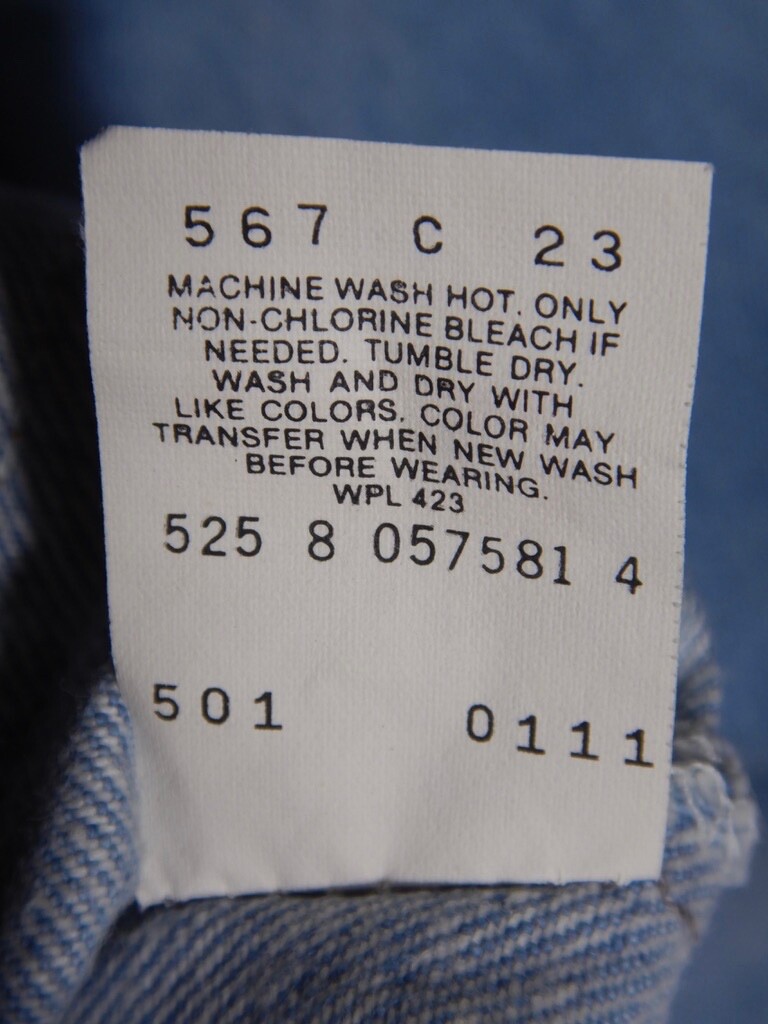 567 C 23
MACHINE WASH HOT. ONLY
NON-CHLORINE BLEACH IF
NEEDED. TUMBLE DRY.
WASH AND DRY WITH
LIKE COLORS. COLOR MAY
TRANSFER WHEN NEW WASH
BEFORE WEARING.
WPL 423
525 8 057581 4
501 0111